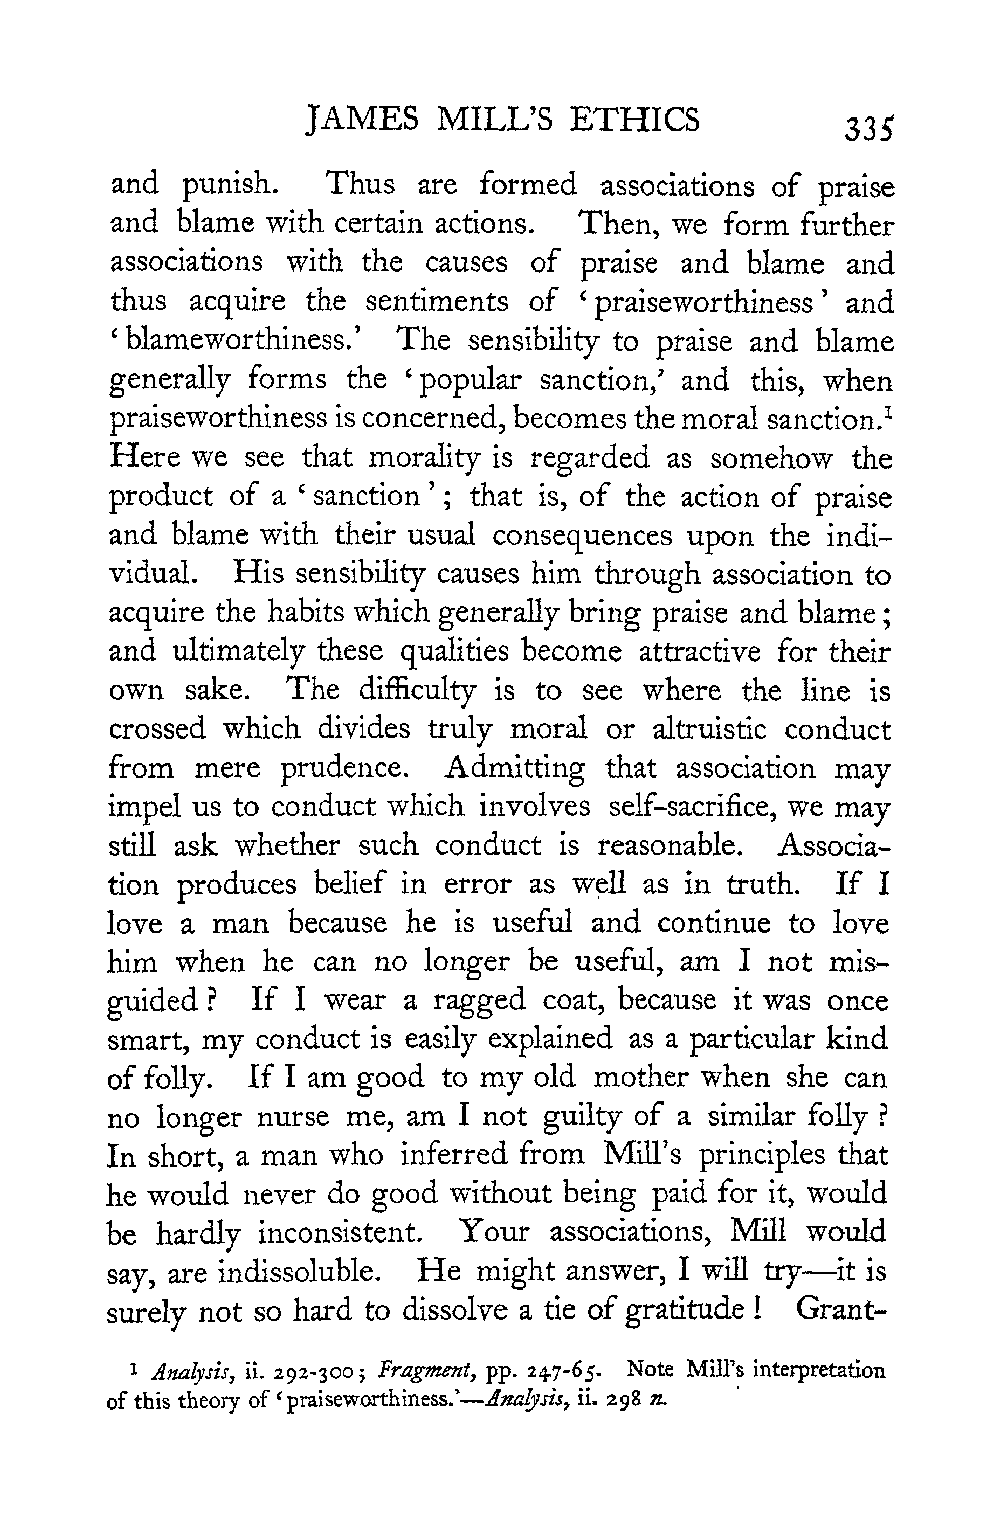 JAMES MILL'S ETHICS 335
and punish. Thus are formed associations of praise
and blame with certain actions. Then, we form further
associations with the causes of praise and blame and
thus acquire the sentiments of ‘praiseworthiness’ and
‘blameworthiness.’ The sensibility to praise and blame
generally forms the ‘popular sanction,’ and this, when
praiseworthiness is concerned, becomes the moral sanction.¹
Here we see that morality is regarded as somehow the
product of a ‘sanction’; that is, of the action of praise
and blame with their usual consequences upon the indi-
vidual. His sensibility causes him through association to
acquire the habits which generally bring praise and blame;
and ultimately these qualities become attractive for their
own sake. The difficulty is to see where the line is
crossed which divides truly moral or altruistic conduct
from mere prudence. Admitting that association may
impel us to conduct which involves self-sacrifice, we may
still ask whether such conduct is reasonable. Associa-
tion produces belief in error as well as in truth. If I
love a man because he is useful and continue to love
him when he can no longer be useful, am I not mis-
guided? If I wear a ragged coat, because it was once
smart, my conduct is easily explained as a particular kind
of folly. If I am good to my old mother when she can
no longer nurse me, am I not guilty of a similar folly?
In short, a man who inferred from Mill's principles that
he would never do good without being paid for it, would
be hardly inconsistent. Your associations, Mill would
say, are indissoluble. He might answer, I will try—it is
surely not so hard to dissolve a tie of gratitude! Grant-
¹ Analysis, ii. 292-300; Fragment, pp. 247-65. Note Mill's interpretation
of this theory of ‘praiseworthiness.’—Analysis, ii. 298 n.